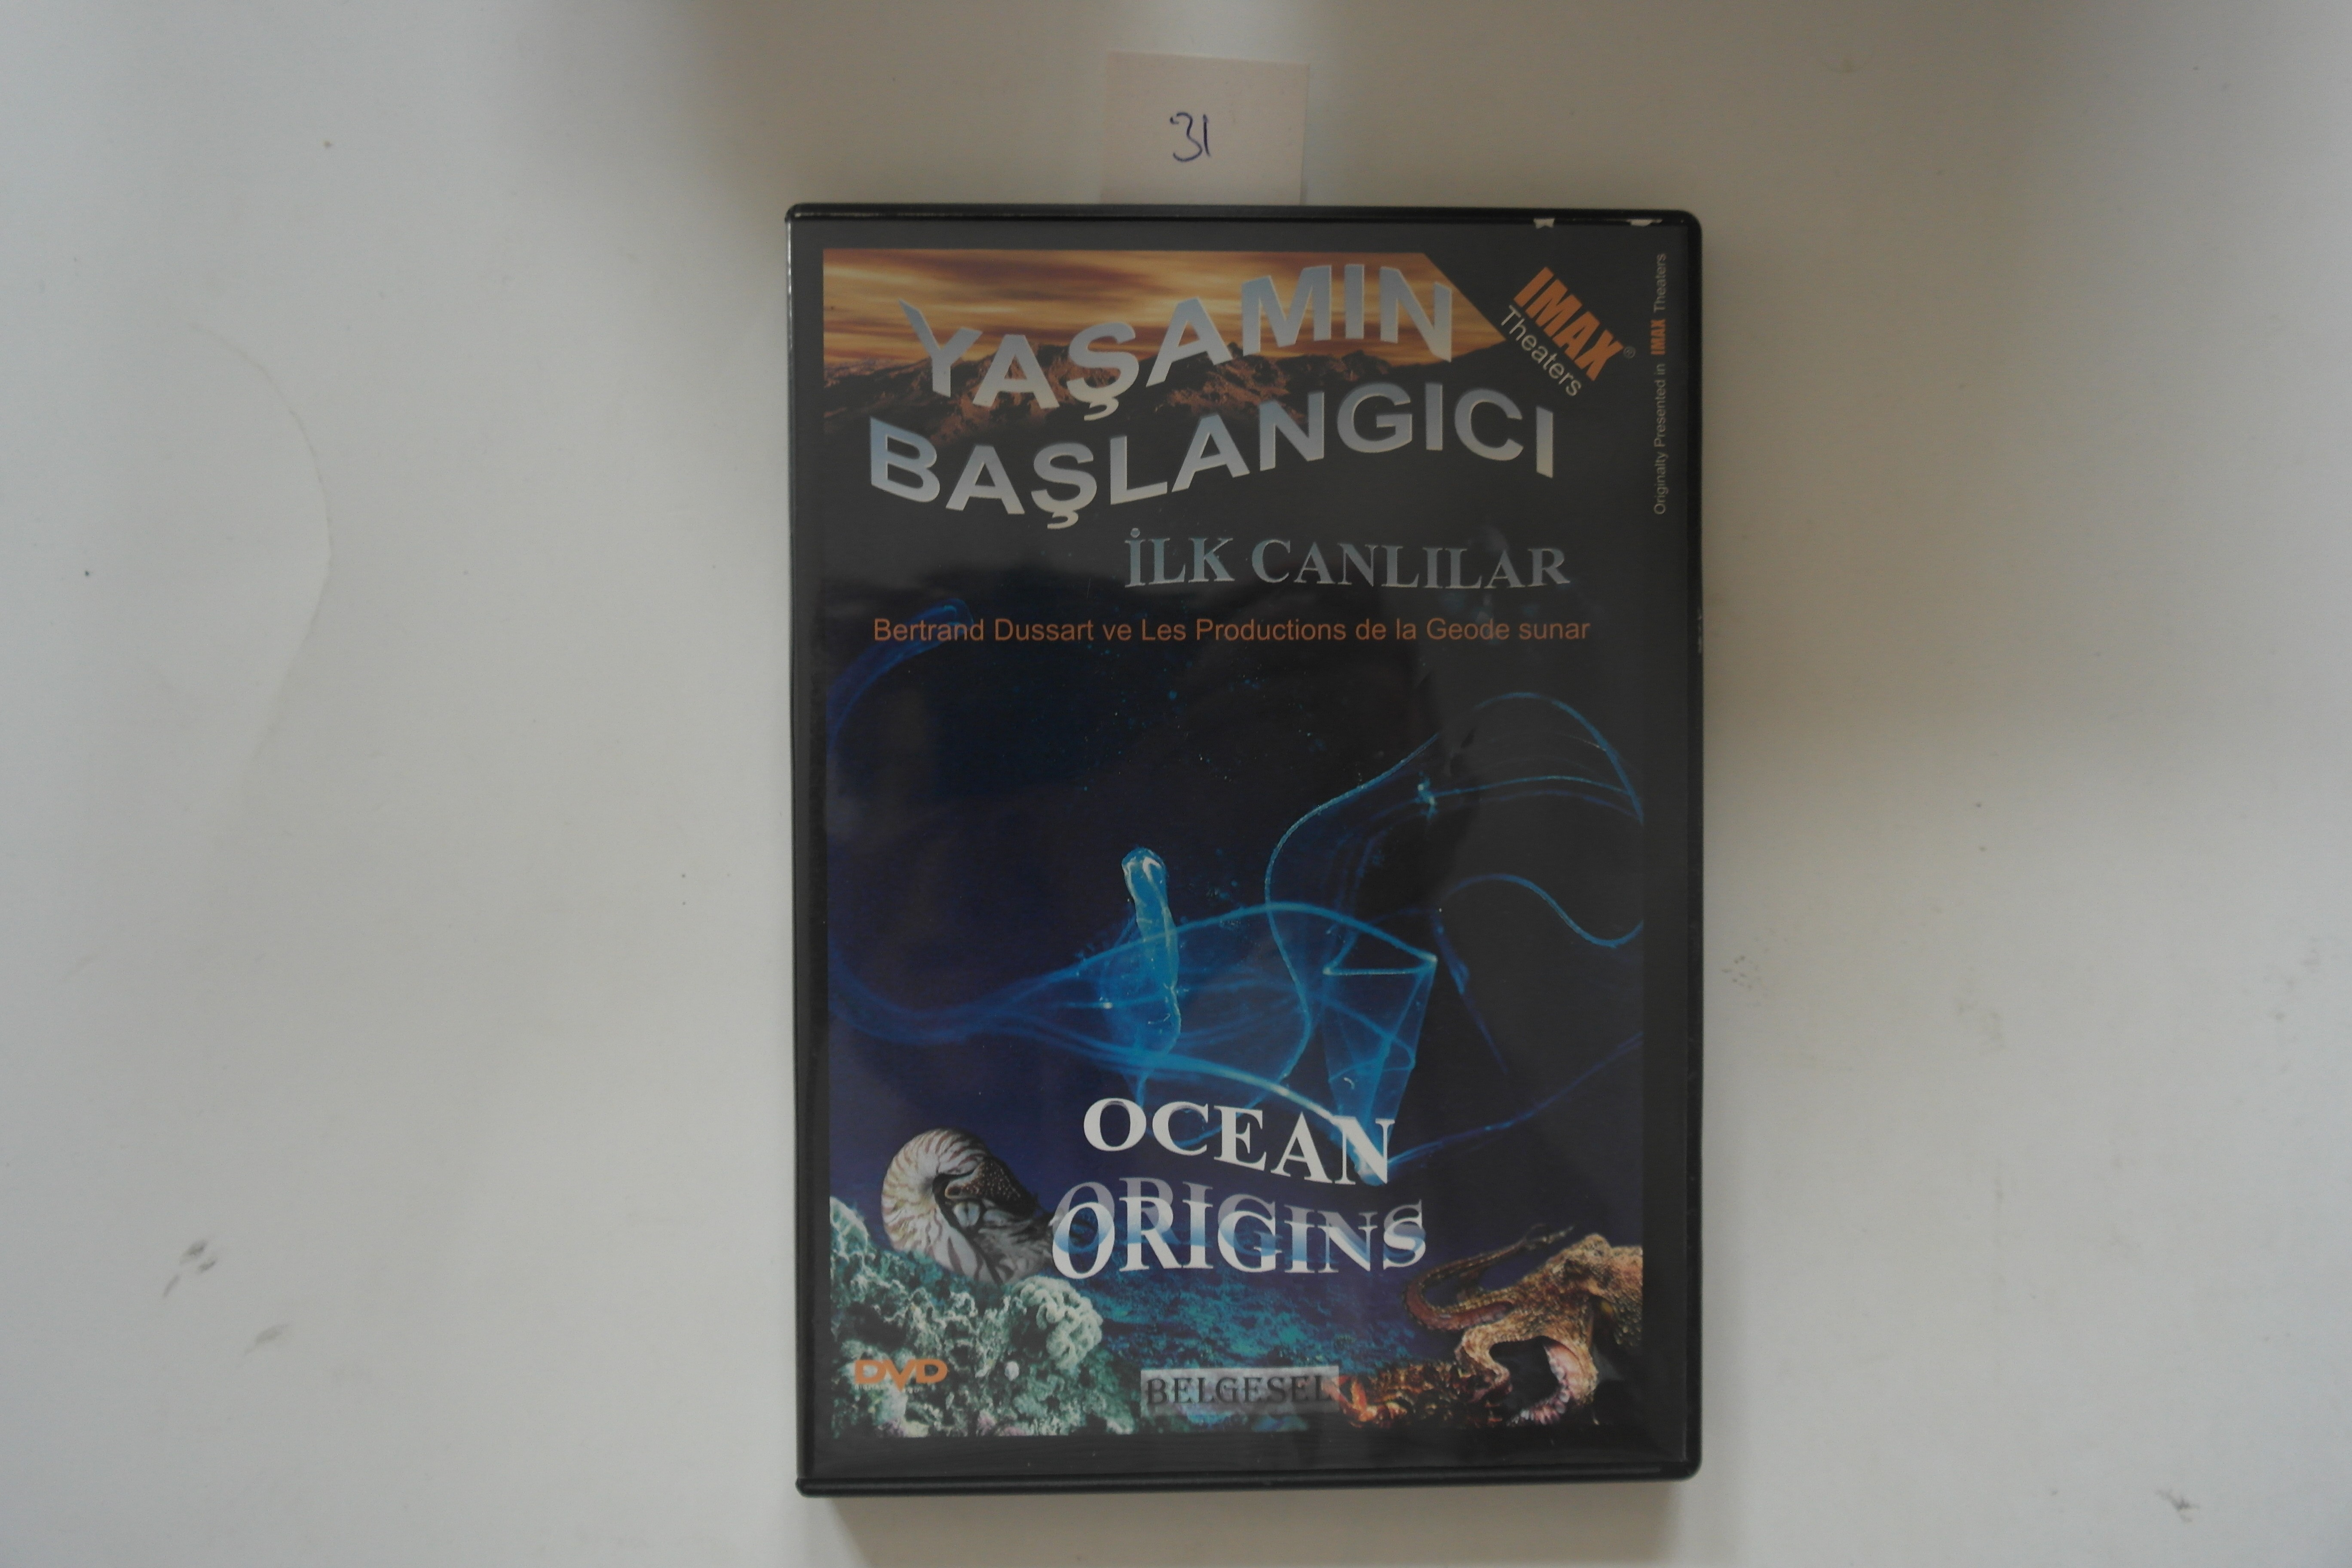 31
YAŞAMIN
BAŞLANGICI
IMAX®
Theaters
Originalty Presented in IMAX Theaters
İLK CANLILAR
Bertrand Dussart ve Les Productions de la Geode sunar
OCEAN
ORIGINS
DVD
BELGESEL